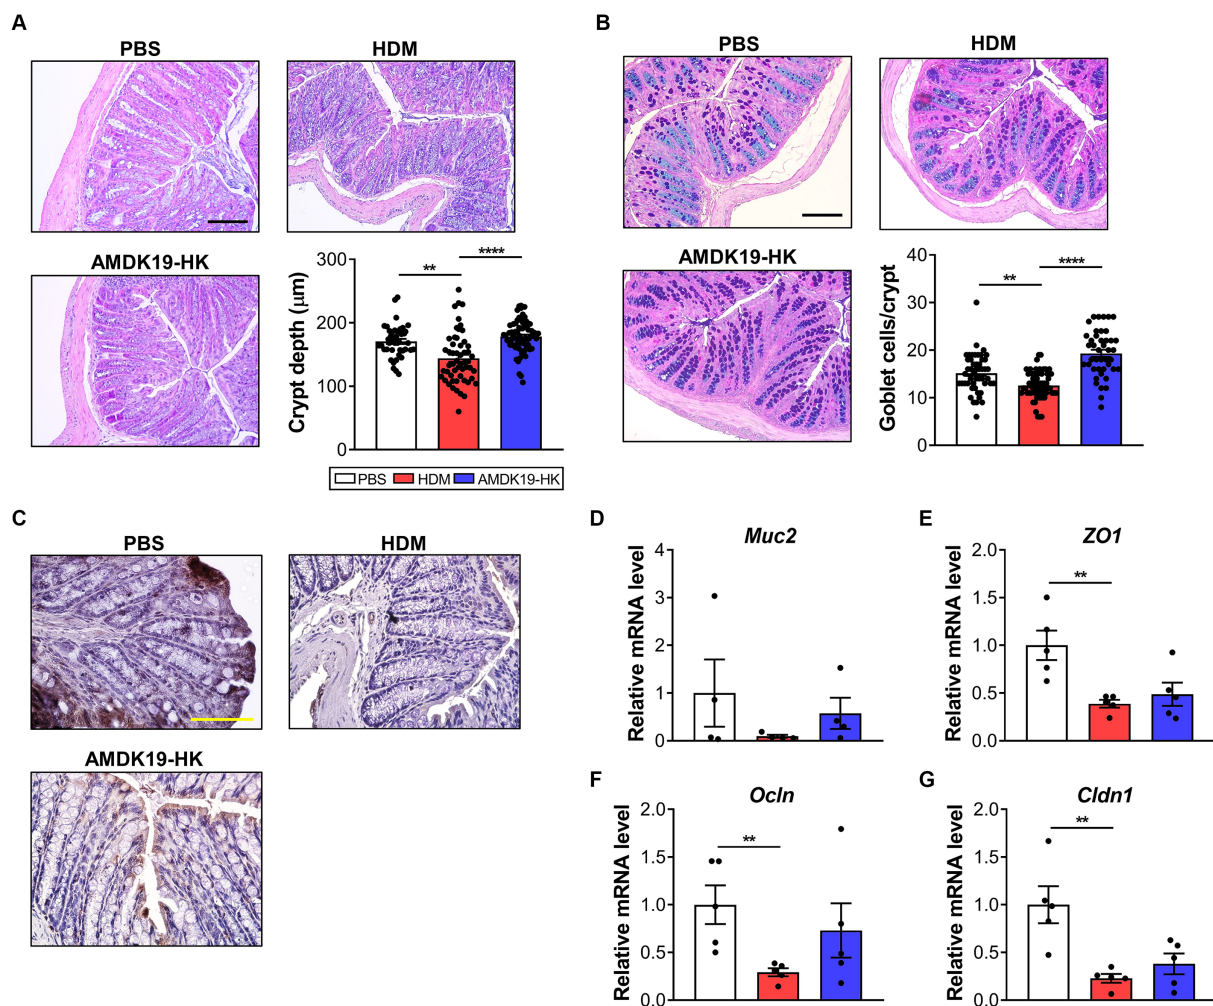 A
PBS
HDM
AMDK19-HK
Crypt depth (μm)
300
200
100
0
**
****
PBS
HDM
AMDK19-HK
B
PBS
HDM
AMDK19-HK
Goblet cells/crypt
40
30
20
10
0
**
****
C
PBS
HDM
AMDK19-HK
D
Muc2
Relative mRNA level
4
3
2
1
0
E
ZO1
Relative mRNA level
2.0
1.5
1.0
0.5
0.0
**
F
Ocln
Relative mRNA level
2.0
1.5
1.0
0.5
0.0
**
G
Cldn1
Relative mRNA level
2.0
1.5
1.0
0.5
0.0
**